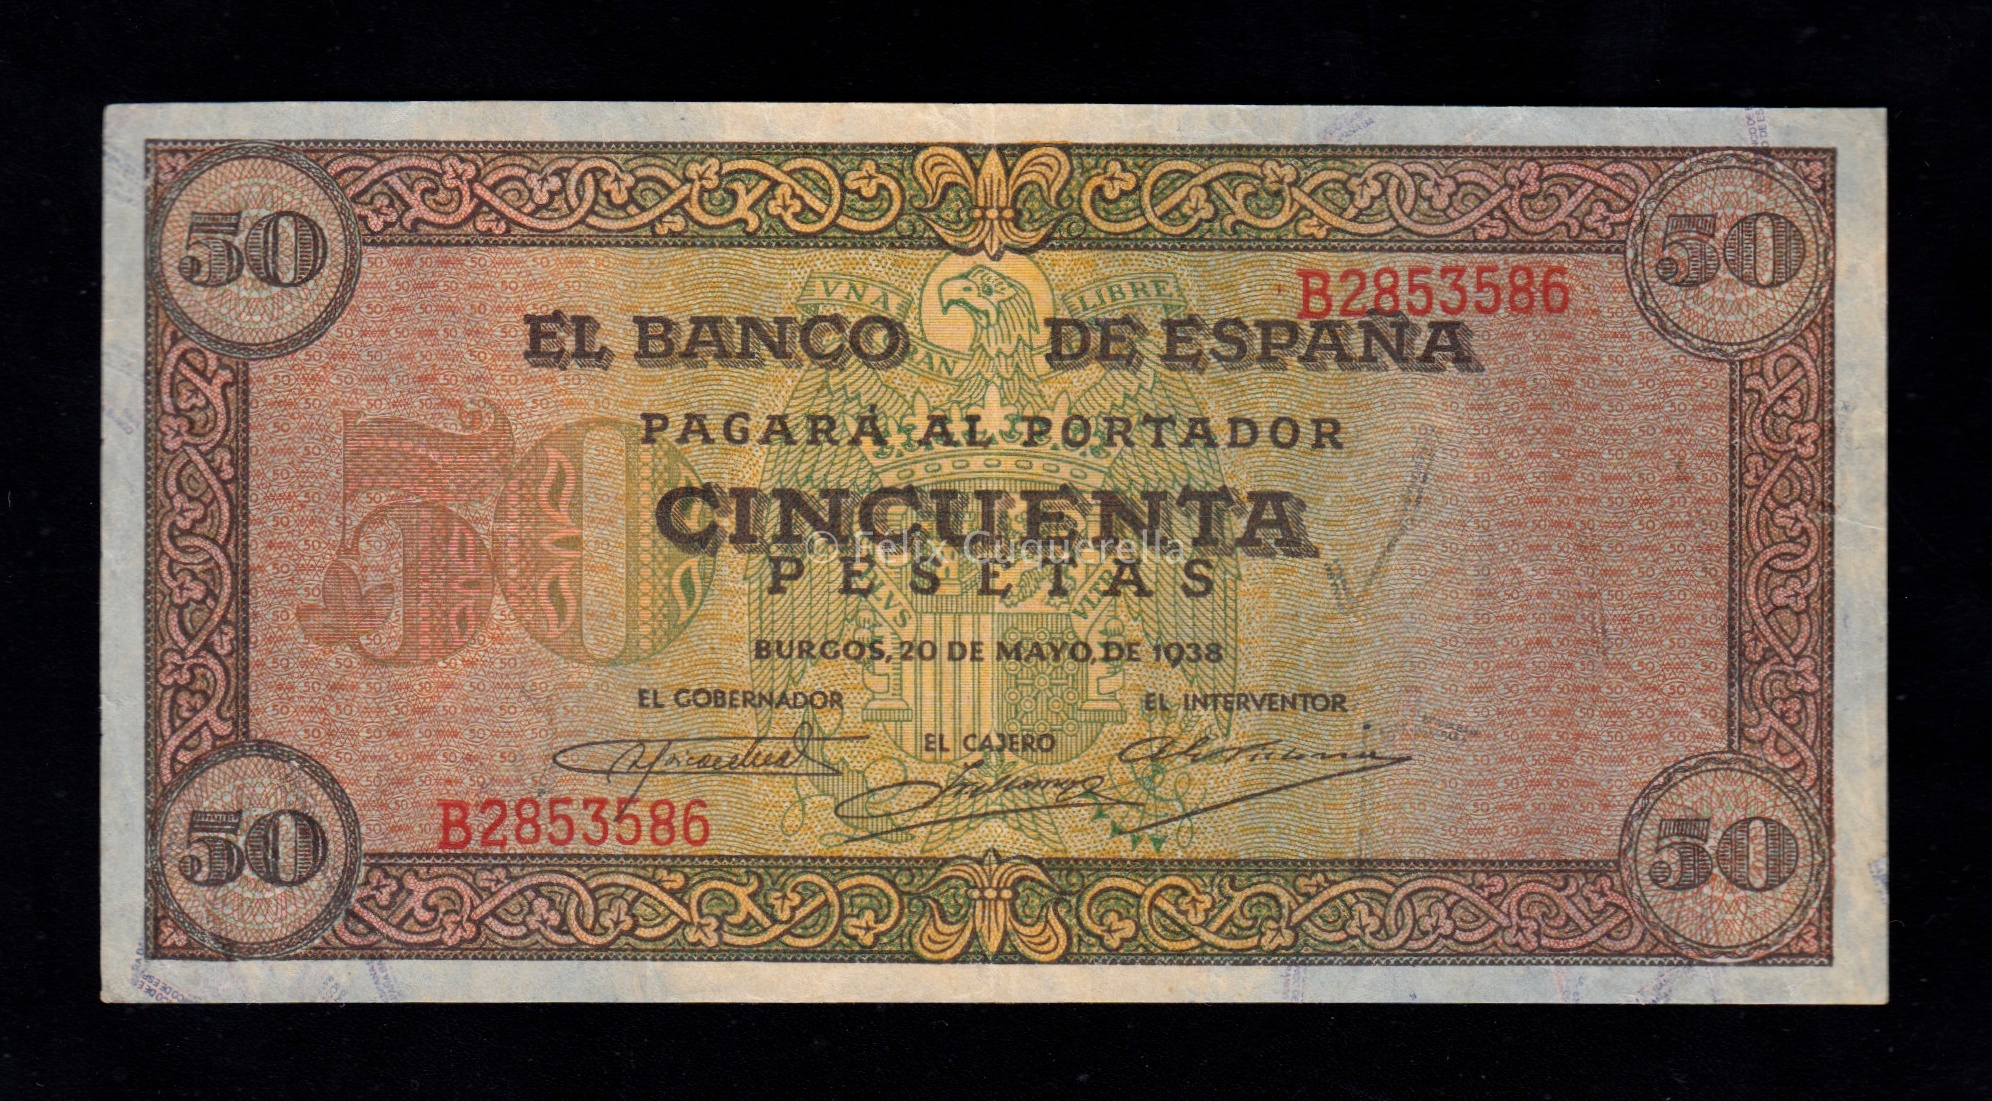 50
50
VNA
LIBRE
B2853586
EL BANCO DE ESPAÑA
PAGARÁ AL PORTADOR
50
CINCUENTA
© Felix Cuquerella
PESETAS
BURGOS, 20 DE MAYO, DE 1938
EL GOBERNADOR
EL INTERVENTOR
EL CAJERO
B2853586
50
50